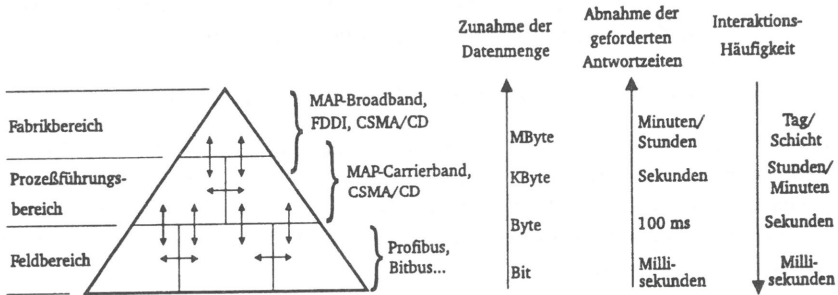 Zunahme der
Datenmenge
Abnahme der
geforderten
Antwortzeiten
Interaktions-
Häufigkeit
Fabrikbereich
Prozeßführungs-
bereich
Feldbereich
MAP-Broadband,
FDDI, CSMA/CD
MAP-Carrierband,
CSMA/CD
Profibus,
Bitbus...
MByte
KByte
Byte
Bit
Minuten/
Stunden
Sekunden
100 ms
Milli-
sekunden
Tag/
Schicht
Stunden/
Minuten
Sekunden
Milli-
sekunden